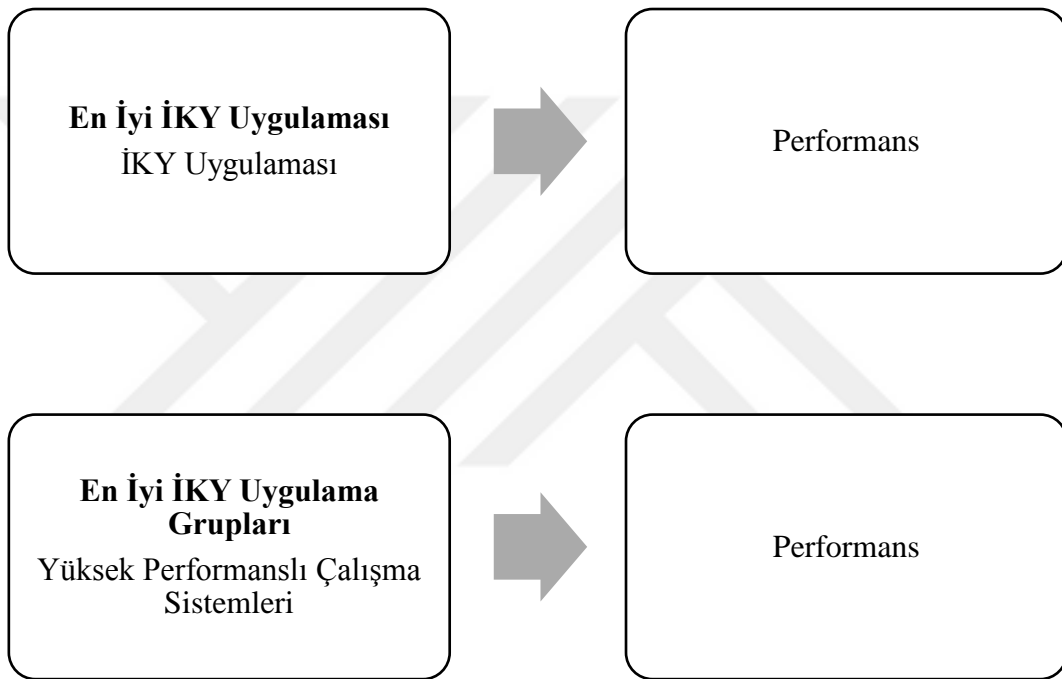 En İyi İKY Uygulaması
İKY Uygulaması
Performans
En İyi İKY Uygulama
Grupları
Yüksek Performanslı Çalışma
Sistemleri
Performans